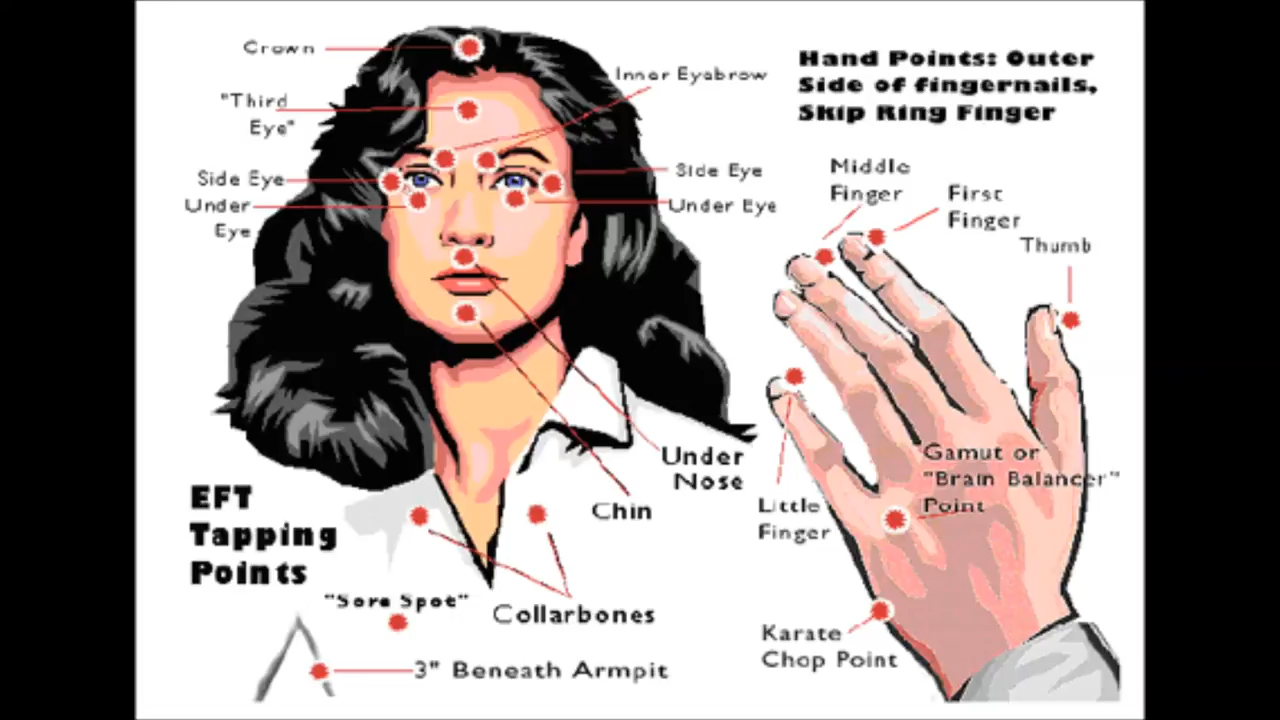 Crown
"Third
Eye"
Side Eye
Under
Eye
Inner Eyebrow
Side Eye
Under Eye
Under
Nose
Chin
Collarbones
EFT
Tapping
Points
"Sore Spot"
3" Beneath Armpit
Hand Points: Outer
Side of fingernails,
Skip Ring Finger
Middle
Finger
First
Finger
Thumb
Gamut or
"Brain Balancer"
Point
Little
Finger
Karate
Chop Point